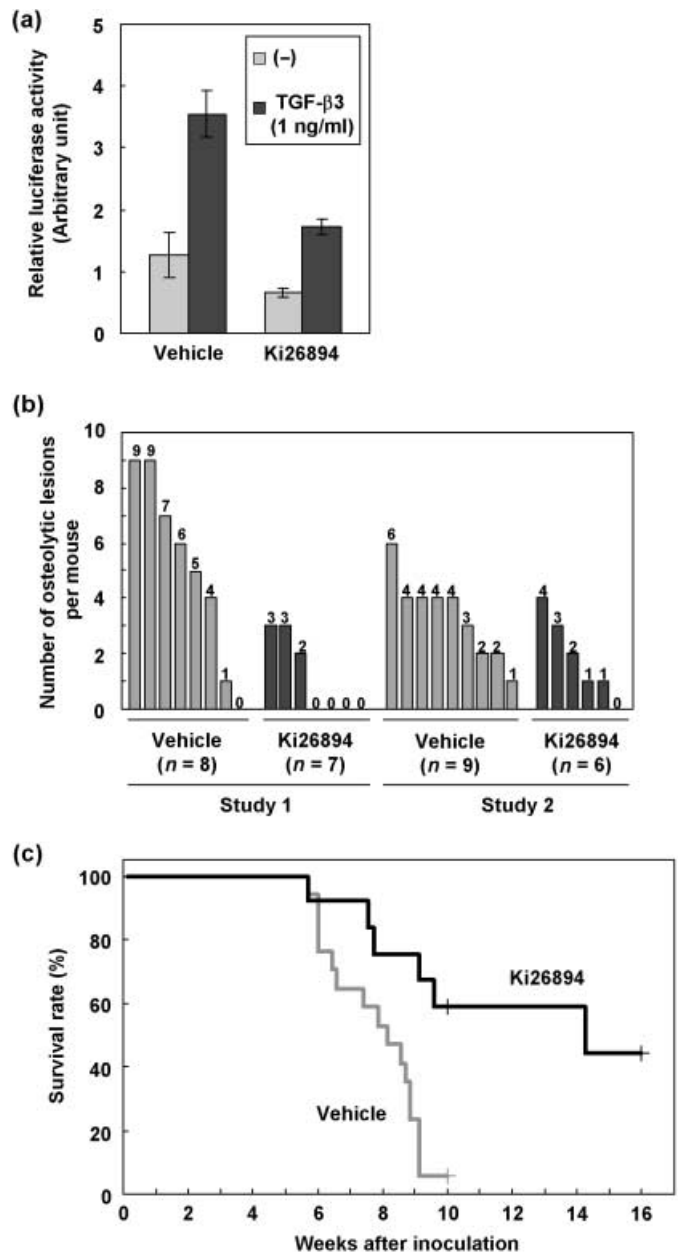 (a)
5
4
3
2
1
0
Relative luciferase activity
(Arbitrary unit)
(–)
TGF-β3
(1 ng/ml)
Vehicle
Ki26894
(b)
10
8
6
4
2
0
Number of osteolytic lesions
per mouse
9 9 7 6 5 4 1 0
3 3 2 0 0 0 0
6 4 4 4 4 3 2 2 1
4 3 2 1 1 0
Vehicle Ki26894 Vehicle Ki26894
(n = 8) (n = 7) (n = 9) (n = 6)
Study 1 Study 2
(c)
100
80
60
40
20
0
Survival rate (%)
Ki26894
Vehicle
0 2 4 6 8 10 12 14 16
Weeks after inoculation